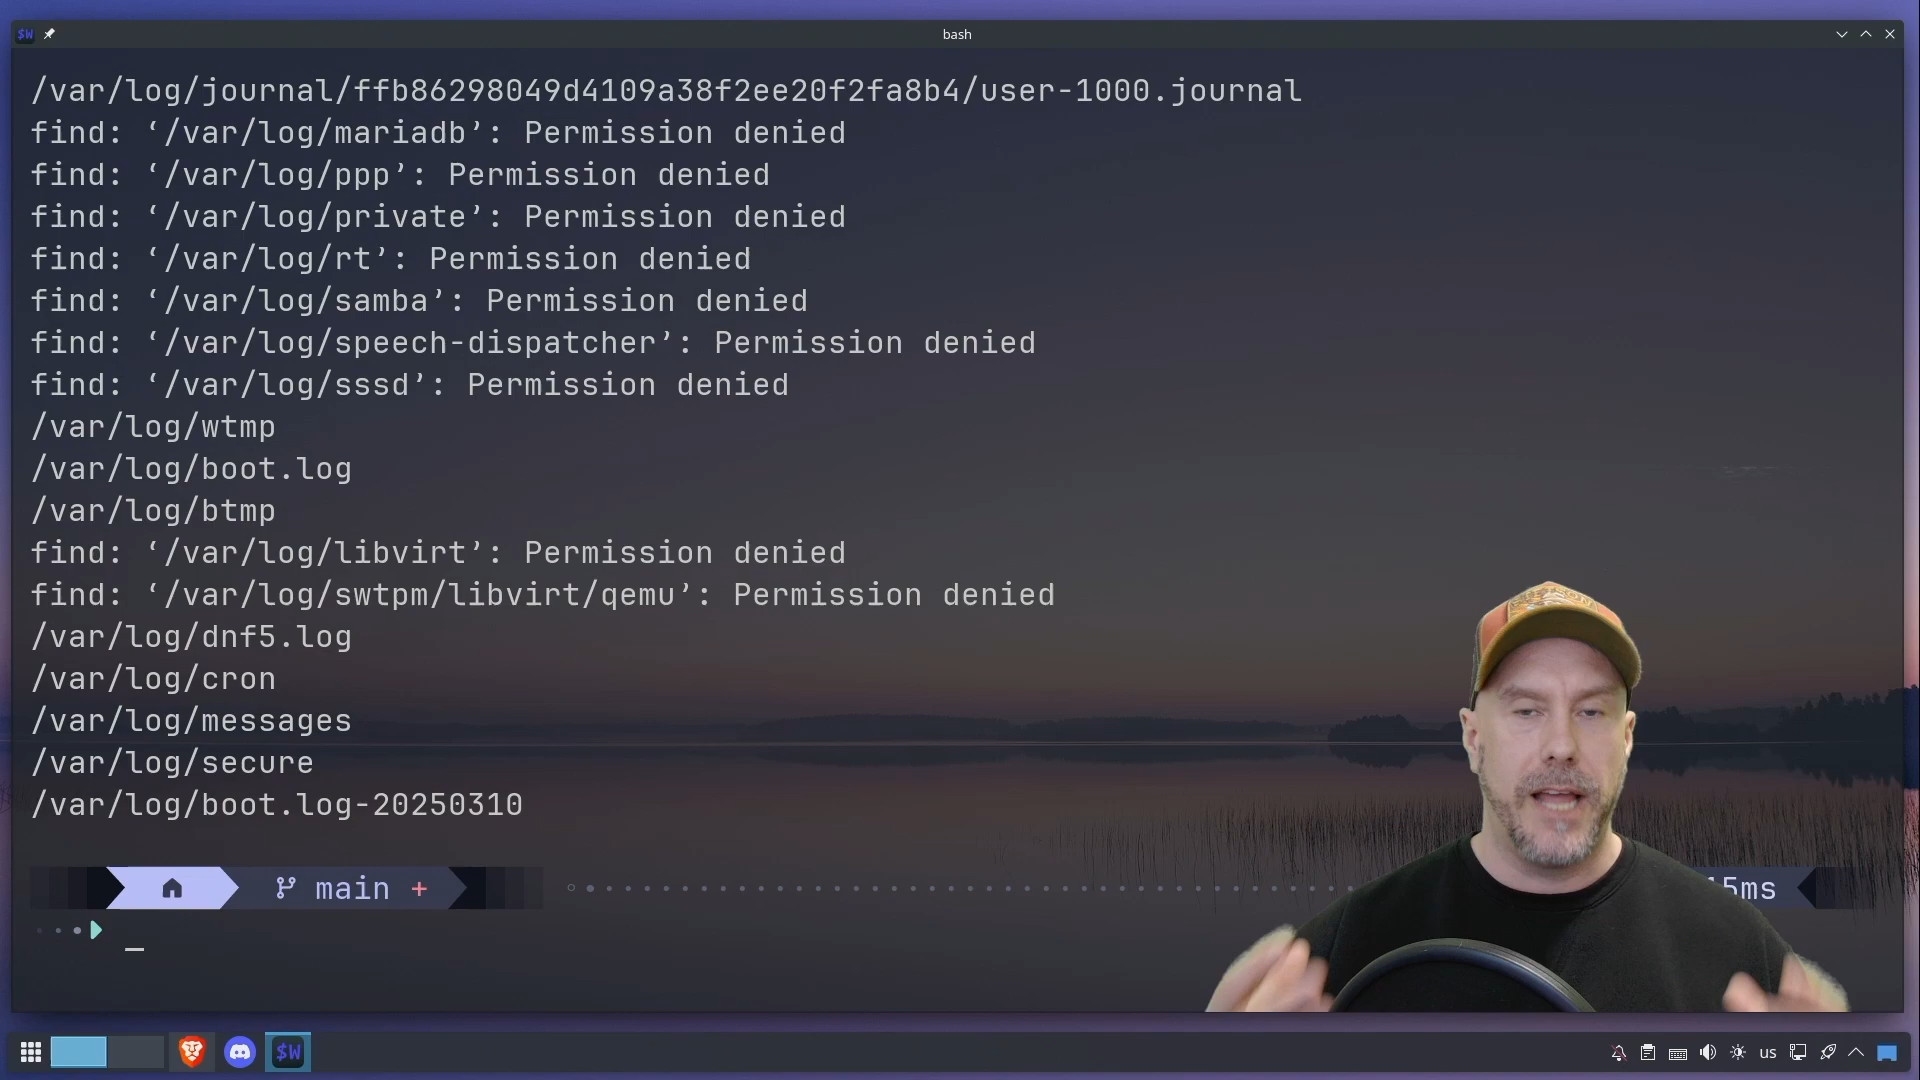 $W
bash
/var/log/journal/ffb86298049d4109a38f2ee20f2fa8b4/user-1000.journal
find: ‘/var/log/mariadb’: Permission denied
find: ‘/var/log/ppp’: Permission denied
find: ‘/var/log/private’: Permission denied
find: ‘/var/log/rt’: Permission denied
find: ‘/var/log/samba’: Permission denied
find: ‘/var/log/speech-dispatcher’: Permission denied
find: ‘/var/log/sssd’: Permission denied
/var/log/wtmp
/var/log/boot.log
/var/log/btmp
find: ‘/var/log/libvirt’: Permission denied
find: ‘/var/log/swtpm/libvirt/qemu’: Permission denied
/var/log/dnf5.log
/var/log/cron
/var/log/messages
/var/log/secure
/var/log/boot.log-20250310
main +
5ms
$W
us